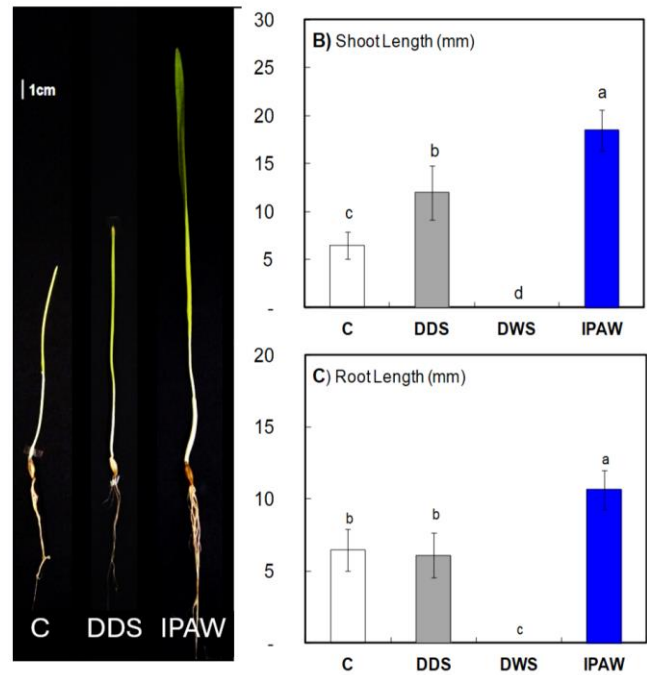 1cm
C DDS IPAW
B) Shoot Length (mm)
30
25
20
15
10
5
-
a
b
c
d
C DDS DWS IPAW
C) Root Length (mm)
20
15
10
5
-
a
b
b
c
C DDS DWS IPAW